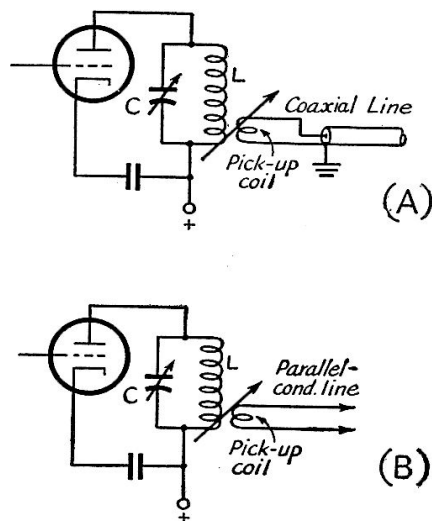 L
C
Coaxial Line
Pick-up
coil
+
(A)
L
C
Parallel-
cond. line
Pick-up
coil
+
(B)